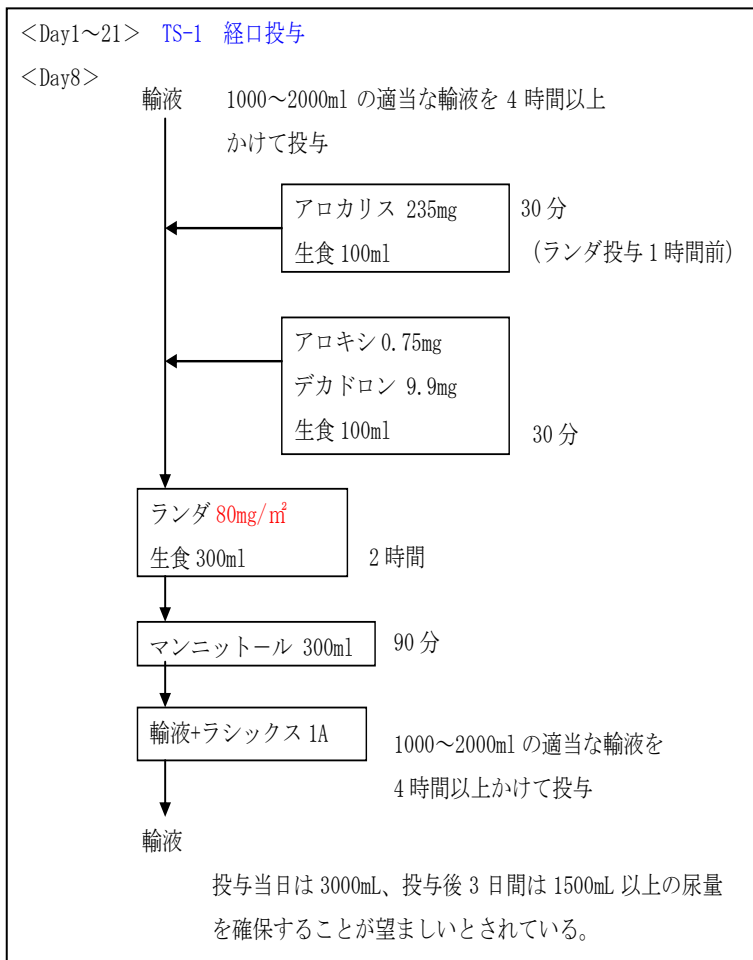 ＜Day1～21＞ TS-1 経口投与
＜Day8＞
輸液 1000～2000ml の適当な輸液を 4 時間以上
かけて投与
アロカリス 235mg 30 分
生食 100ml （ランダ投与 1 時間前）
アロキシ 0.75mg
デカドロン 9.9mg
生食 100ml 30 分
ランダ 80mg/㎡
生食 300ml 2 時間
マンニットール 300ml 90 分
輸液+ラシックス 1A 1000～2000ml の適当な輸液を
4 時間以上かけて投与
輸液
投与当日は 3000mL、投与後 3 日間は 1500mL 以上の尿量
を確保することが望ましいとされている。